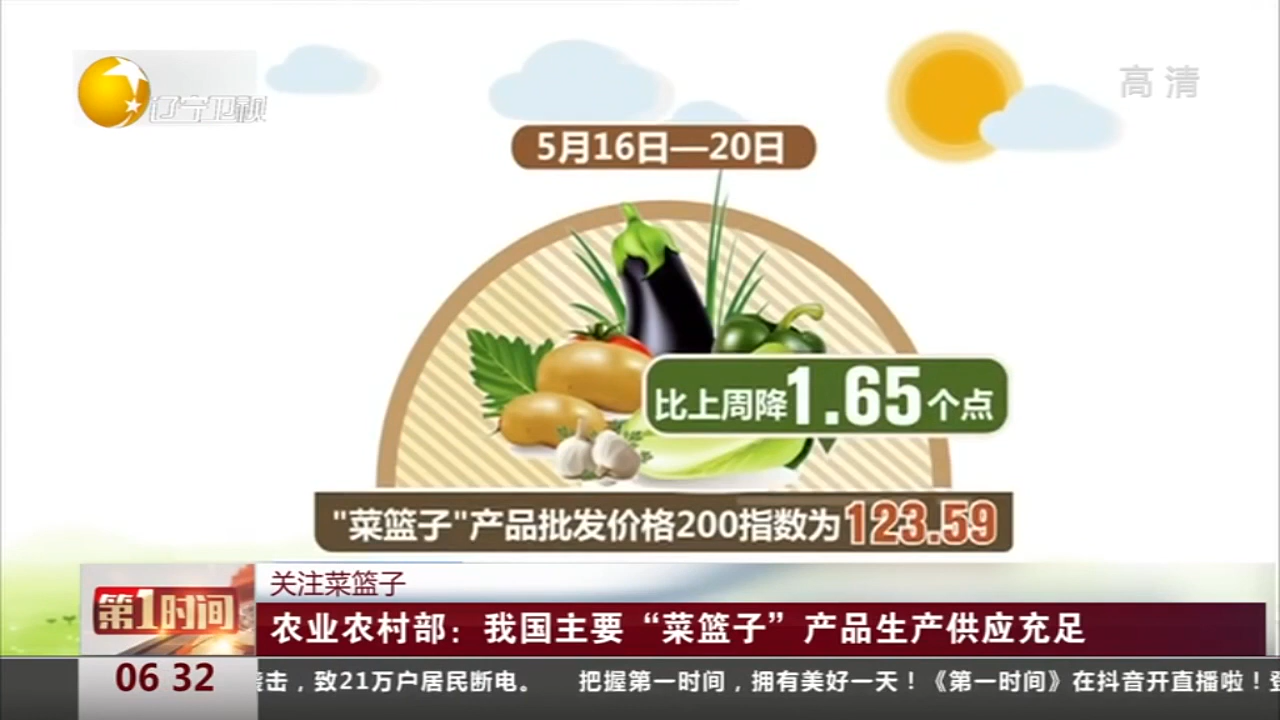 辽宁卫视
高清
5月16日—20日
比上周降1.65个点
"菜篮子"产品批发价格200指数为123.59
关注菜篮子
第1时间
农业农村部：我国主要“菜篮子”产品生产供应充足
06 32
击，致21万户居民断电。 把握第一时间，拥有美好一天！《第一时间》在抖音开直播啦！